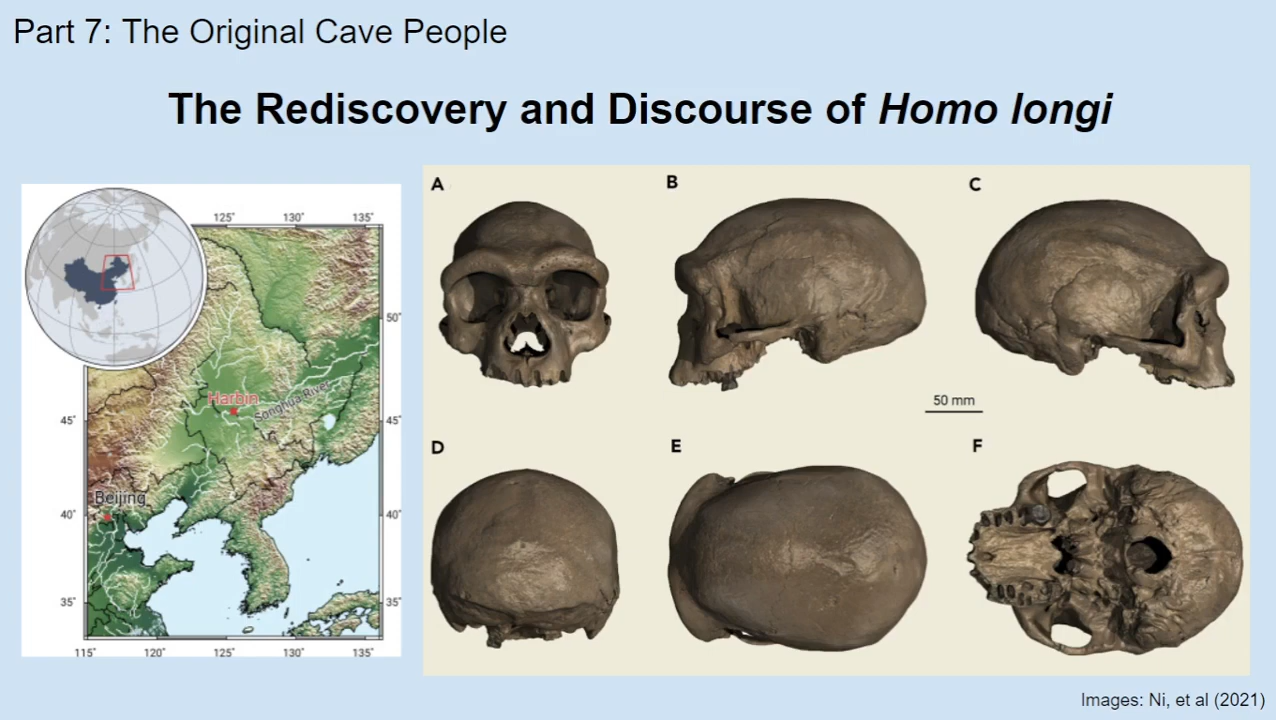 Part 7: The Original Cave People
The Rediscovery and Discourse of Homo longi
125° 130° 135°
50°
45° 45°
40° 40°
35° 35°
115° 120° 125° 130° 135°
Harbin
Songhua River
Beijing
A
B
C
50 mm
D
E
F
Images: Ni, et al (2021)